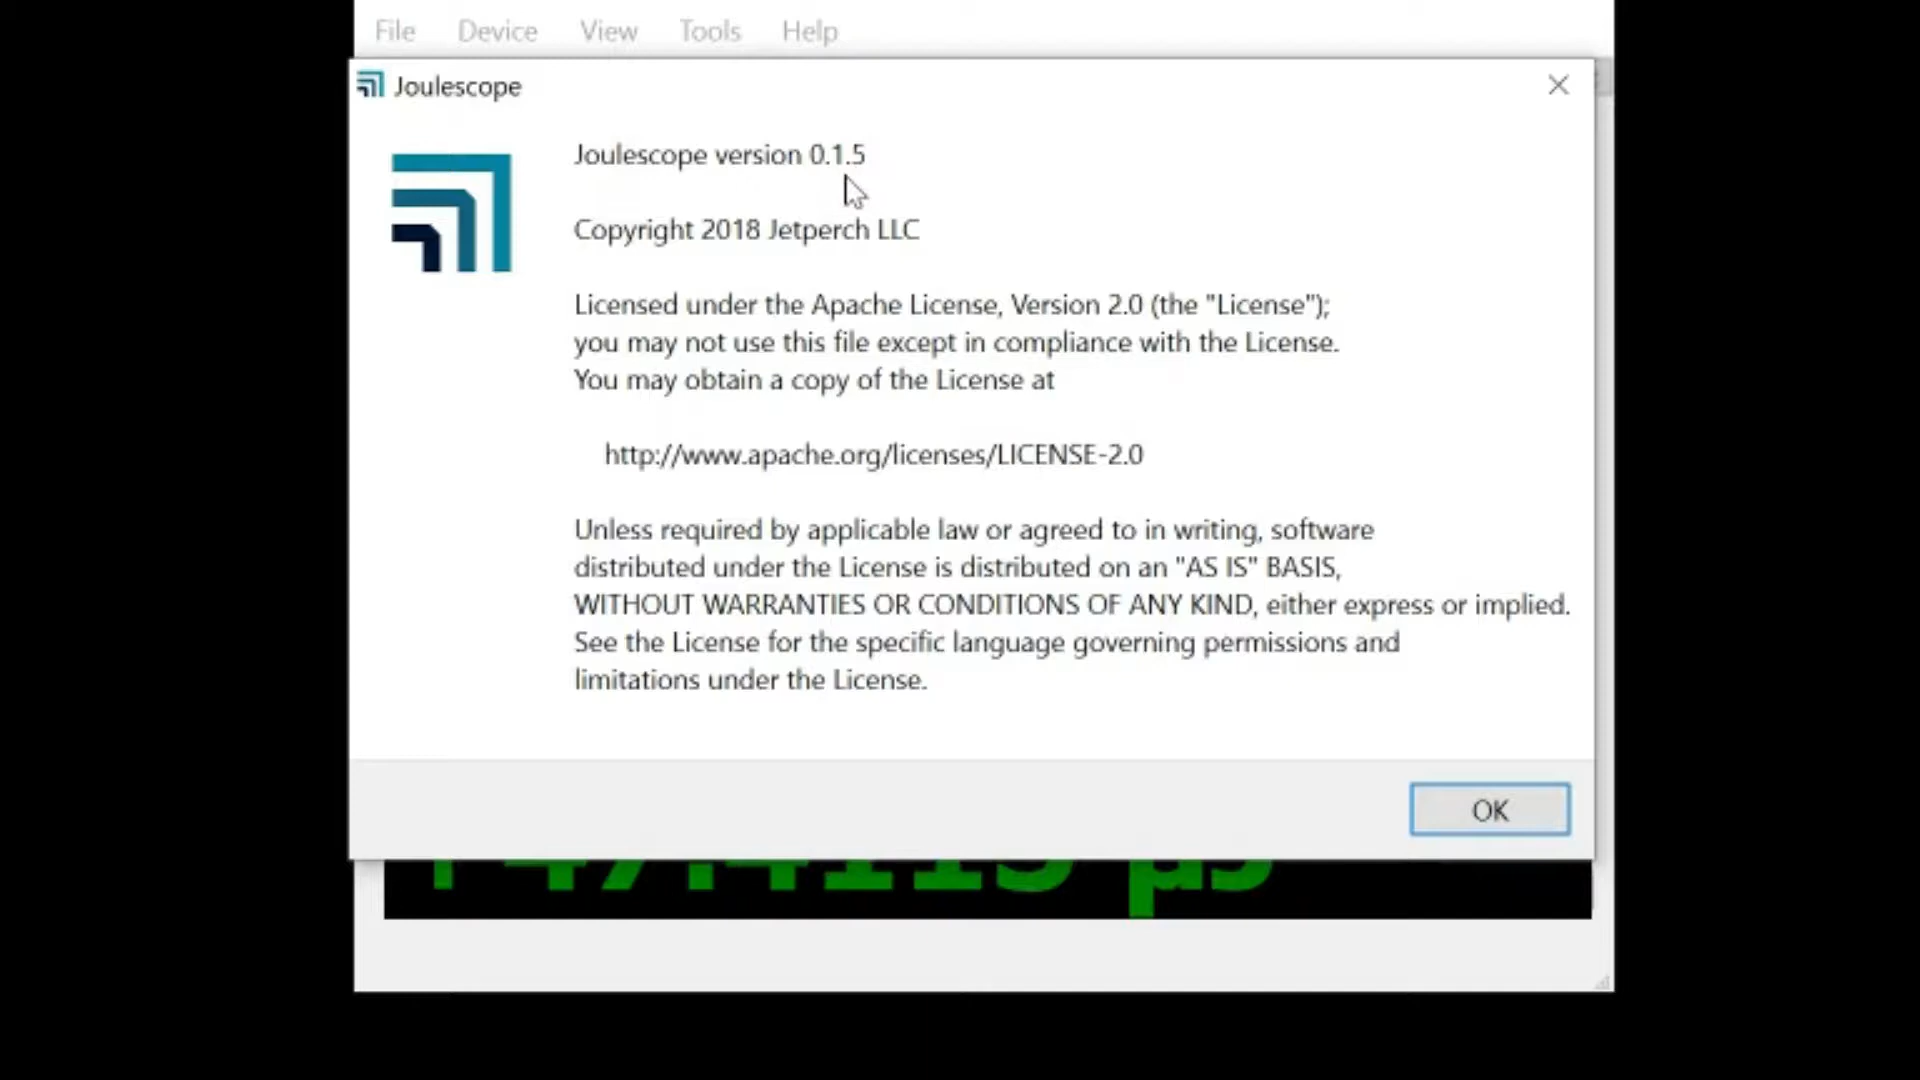 File Device View Tools Help
Joulescope
Joulescope version 0.1.5
Copyright 2018 Jetperch LLC
Licensed under the Apache License, Version 2.0 (the "License");
you may not use this file except in compliance with the License.
You may obtain a copy of the License at
http://www.apache.org/licenses/LICENSE-2.0
Unless required by applicable law or agreed to in writing, software
distributed under the License is distributed on an "AS IS" BASIS,
WITHOUT WARRANTIES OR CONDITIONS OF ANY KIND, either express or implied.
See the License for the specific language governing permissions and
limitations under the License.
OK